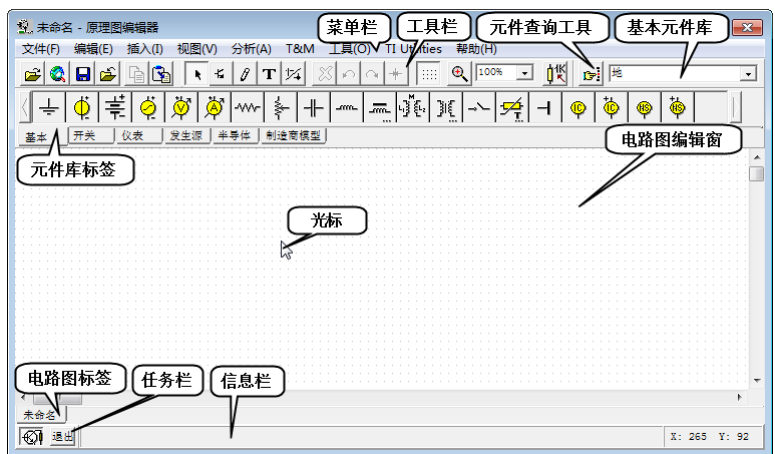 未命名 - 原理图编辑器
菜单栏
工具栏
元件查询工具
基本元件库
文件(F) 编辑(E) 插入(I) 视图(V) 分析(A) T&M 工具(O) TI Utilities 帮助(H)
100%
地
基本 开关 仪表 发生源 半导体 制造商模型
元件库标签
电路图编辑窗
光标
电路图标签
任务栏
信息栏
未命名
退出
X: 265 Y: 92